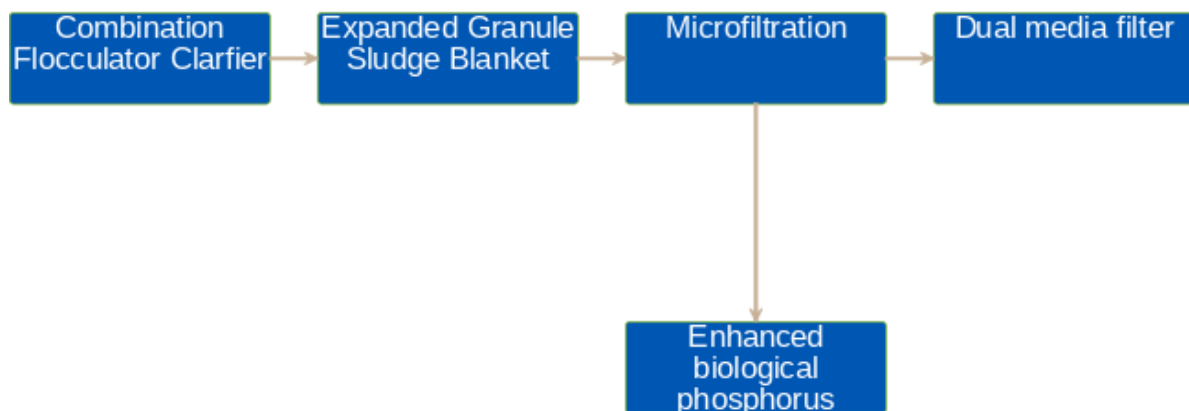 Combination
Flocculator Clarfier
Expanded Granule
Sludge Blanket
Microfiltration
Dual media filter
Enhanced
biological
phosphorus